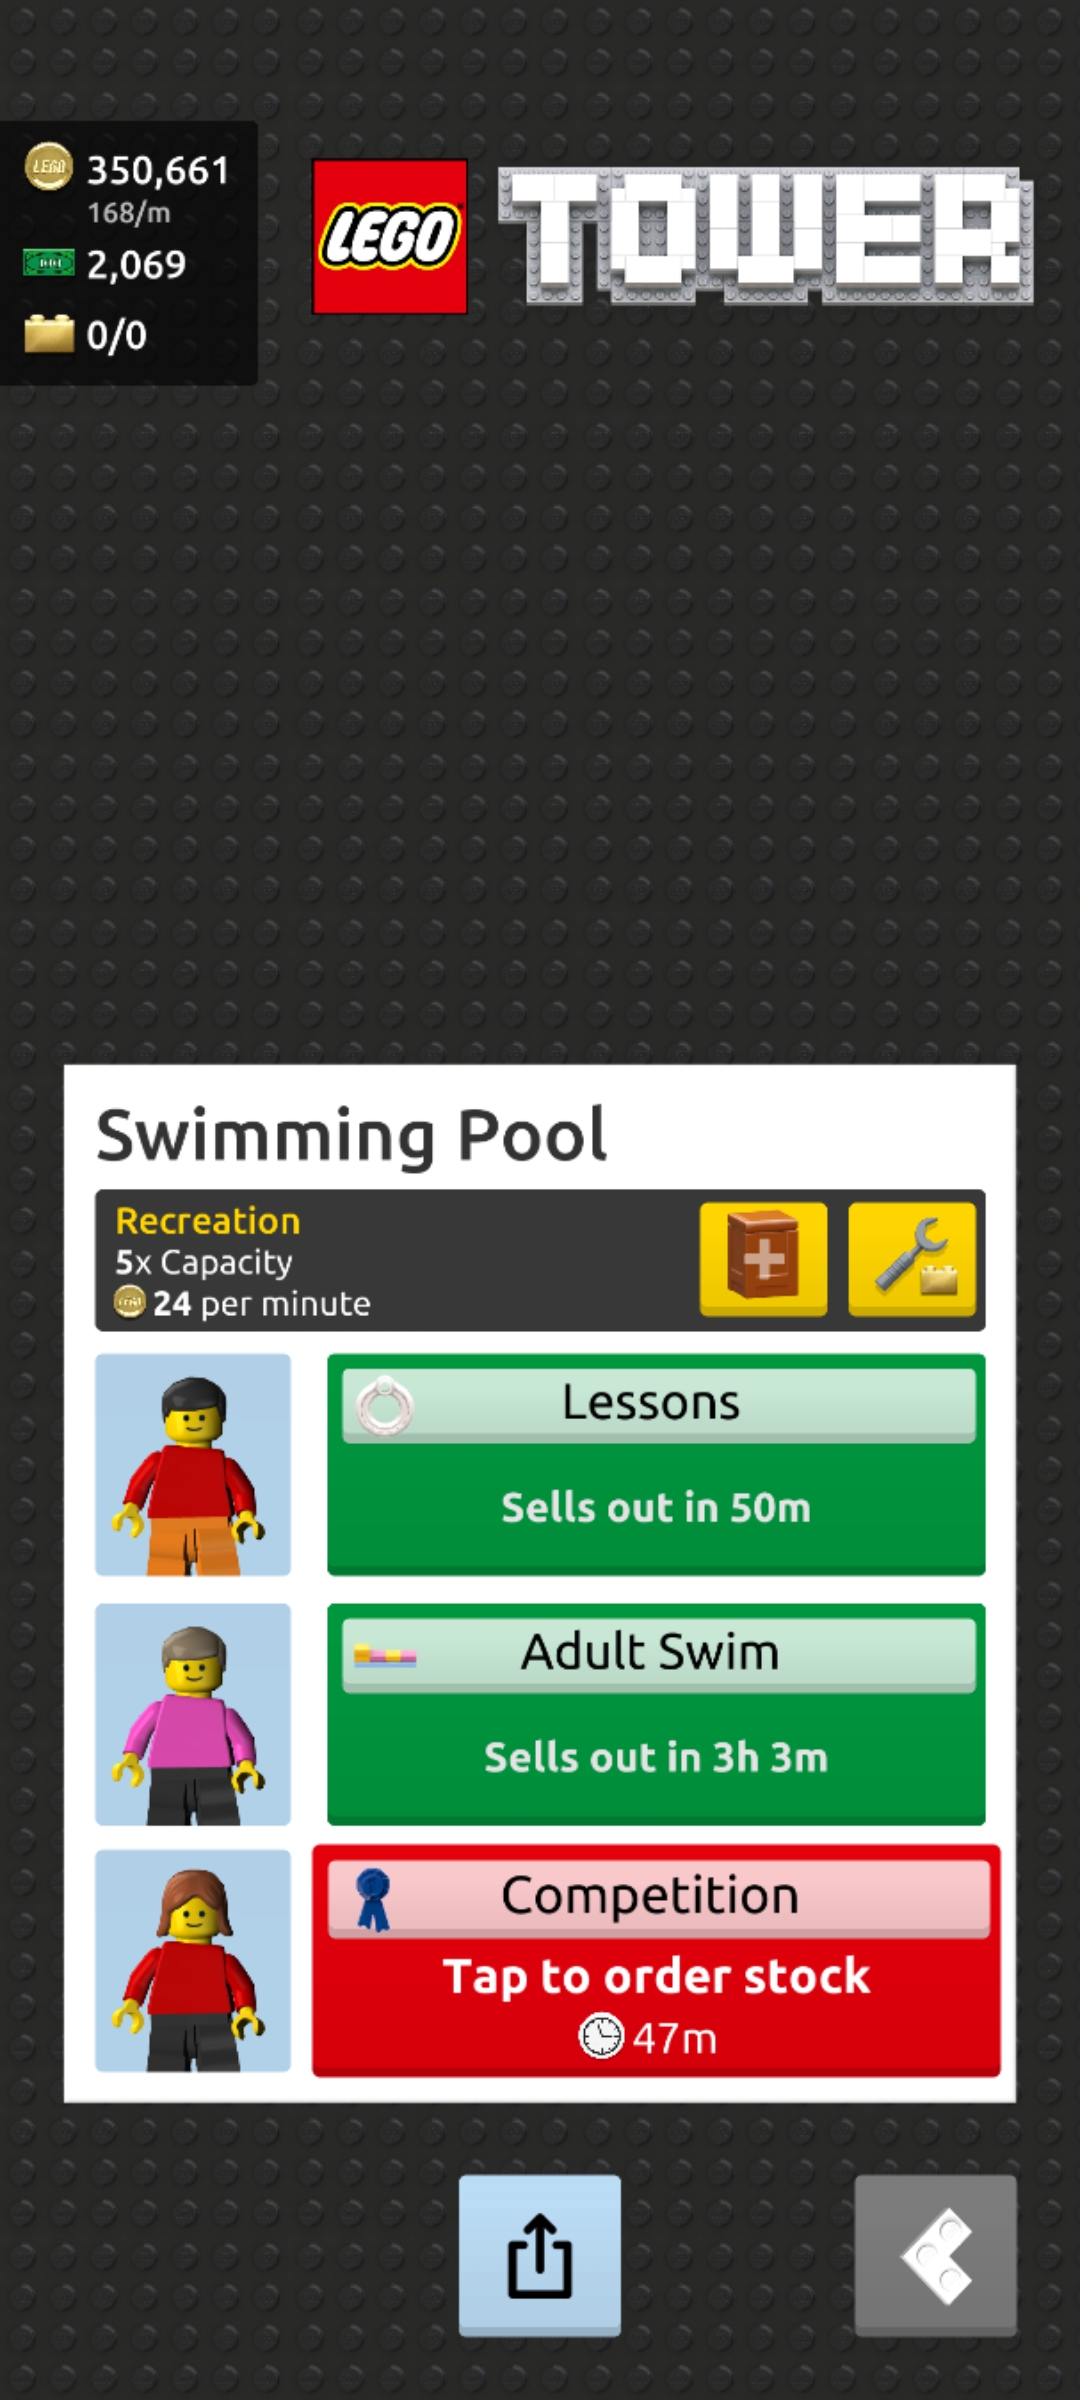 350,661
168/m
2,069
0/0
LEGO
TOWER
Swimming Pool
Recreation
5x Capacity
24 per minute
Lessons
Sells out in 50m
Adult Swim
Sells out in 3h 3m
Competition
Tap to order stock
47m